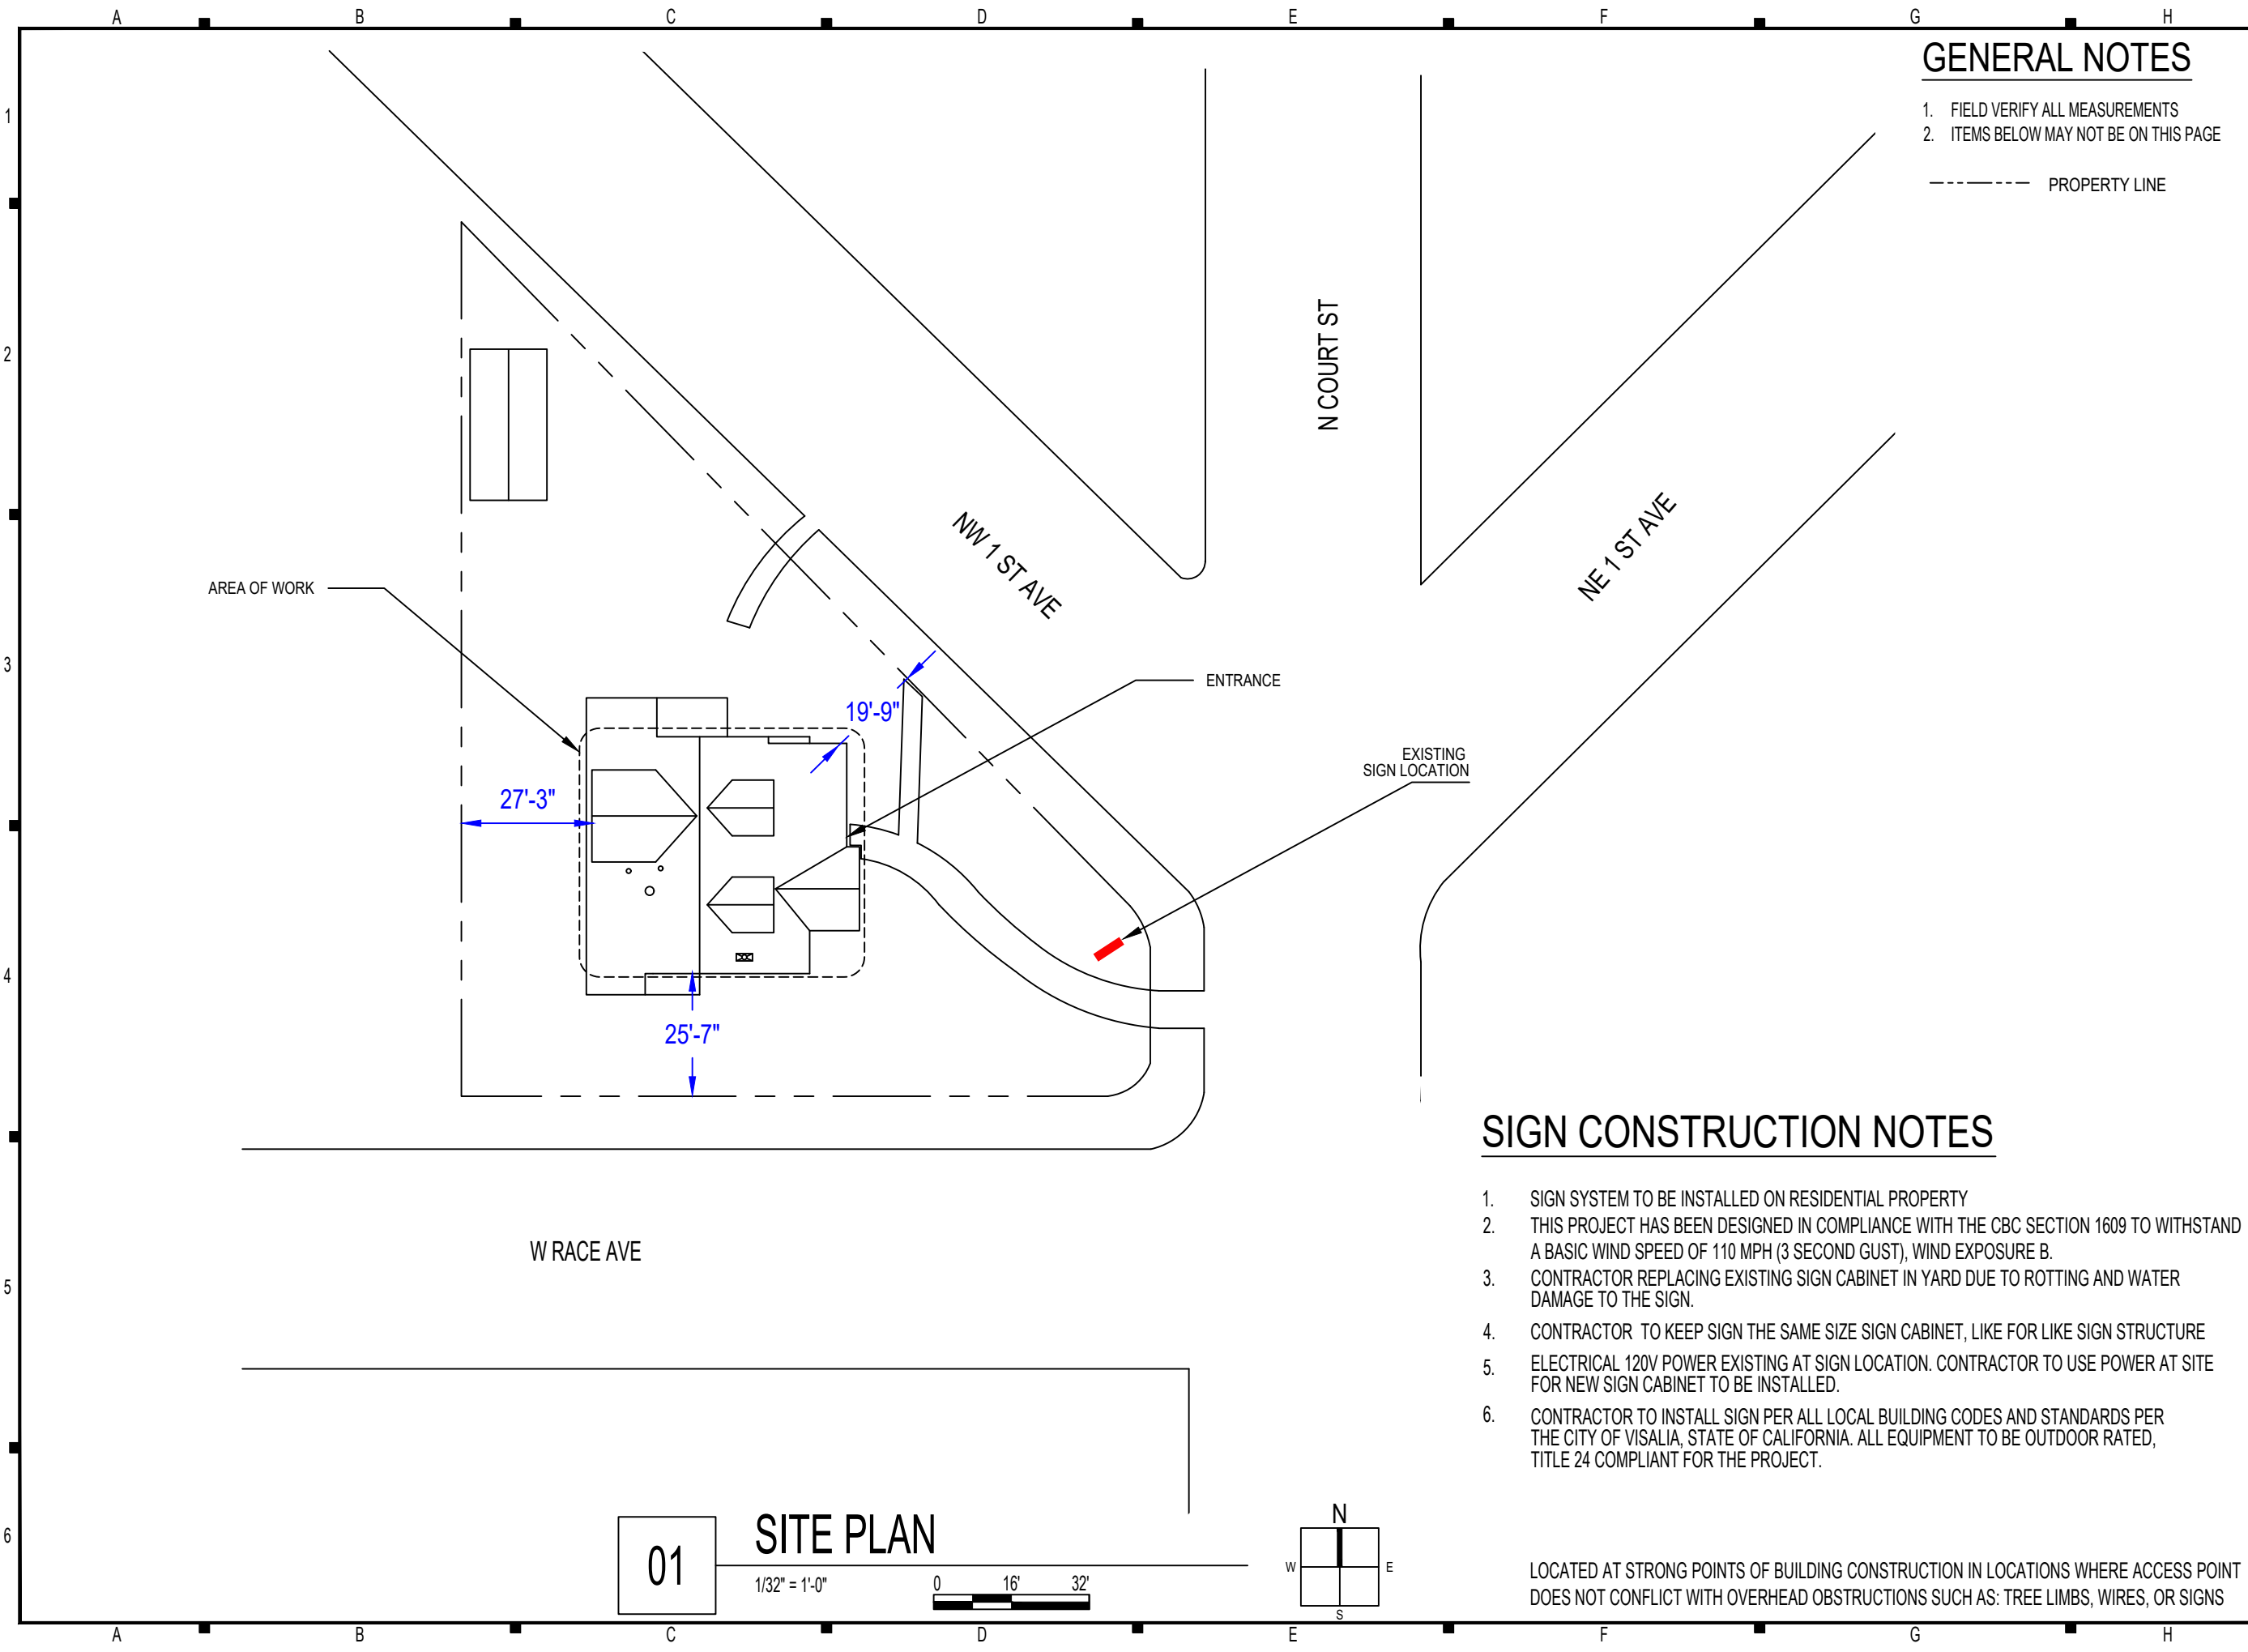 A B C D E F G H
GENERAL NOTES
1. FIELD VERIFY ALL MEASUREMENTS
2. ITEMS BELOW MAY NOT BE ON THIS PAGE
PROPERTY LINE
1
2
3
4
5
6
N COURT ST
NW 1 ST AVE
NE 1 ST AVE
AREA OF WORK
ENTRANCE
19'-9"
EXISTING
SIGN LOCATION
27'-3"
25'-7"
W RACE AVE
SIGN CONSTRUCTION NOTES
1. SIGN SYSTEM TO BE INSTALLED ON RESIDENTIAL PROPERTY
2. THIS PROJECT HAS BEEN DESIGNED IN COMPLIANCE WITH THE CBC SECTION 1609 TO WITHSTAND
A BASIC WIND SPEED OF 110 MPH (3 SECOND GUST), WIND EXPOSURE B.
3. CONTRACTOR REPLACING EXISTING SIGN CABINET IN YARD DUE TO ROTTING AND WATER
DAMAGE TO THE SIGN.
4. CONTRACTOR TO KEEP SIGN THE SAME SIZE SIGN CABINET, LIKE FOR LIKE SIGN STRUCTURE
5. ELECTRICAL 120V POWER EXISTING AT SIGN LOCATION. CONTRACTOR TO USE POWER AT SITE
FOR NEW SIGN CABINET TO BE INSTALLED.
6. CONTRACTOR TO INSTALL SIGN PER ALL LOCAL BUILDING CODES AND STANDARDS PER
THE CITY OF VISALIA, STATE OF CALIFORNIA. ALL EQUIPMENT TO BE OUTDOOR RATED,
TITLE 24 COMPLIANT FOR THE PROJECT.
LOCATED AT STRONG POINTS OF BUILDING CONSTRUCTION IN LOCATIONS WHERE ACCESS POINT
DOES NOT CONFLICT WITH OVERHEAD OBSTRUCTIONS SUCH AS: TREE LIMBS, WIRES, OR SIGNS
01
SITE PLAN
1/32" = 1'-0"
0 16' 32'
N
W E
S
A B C D E F G H